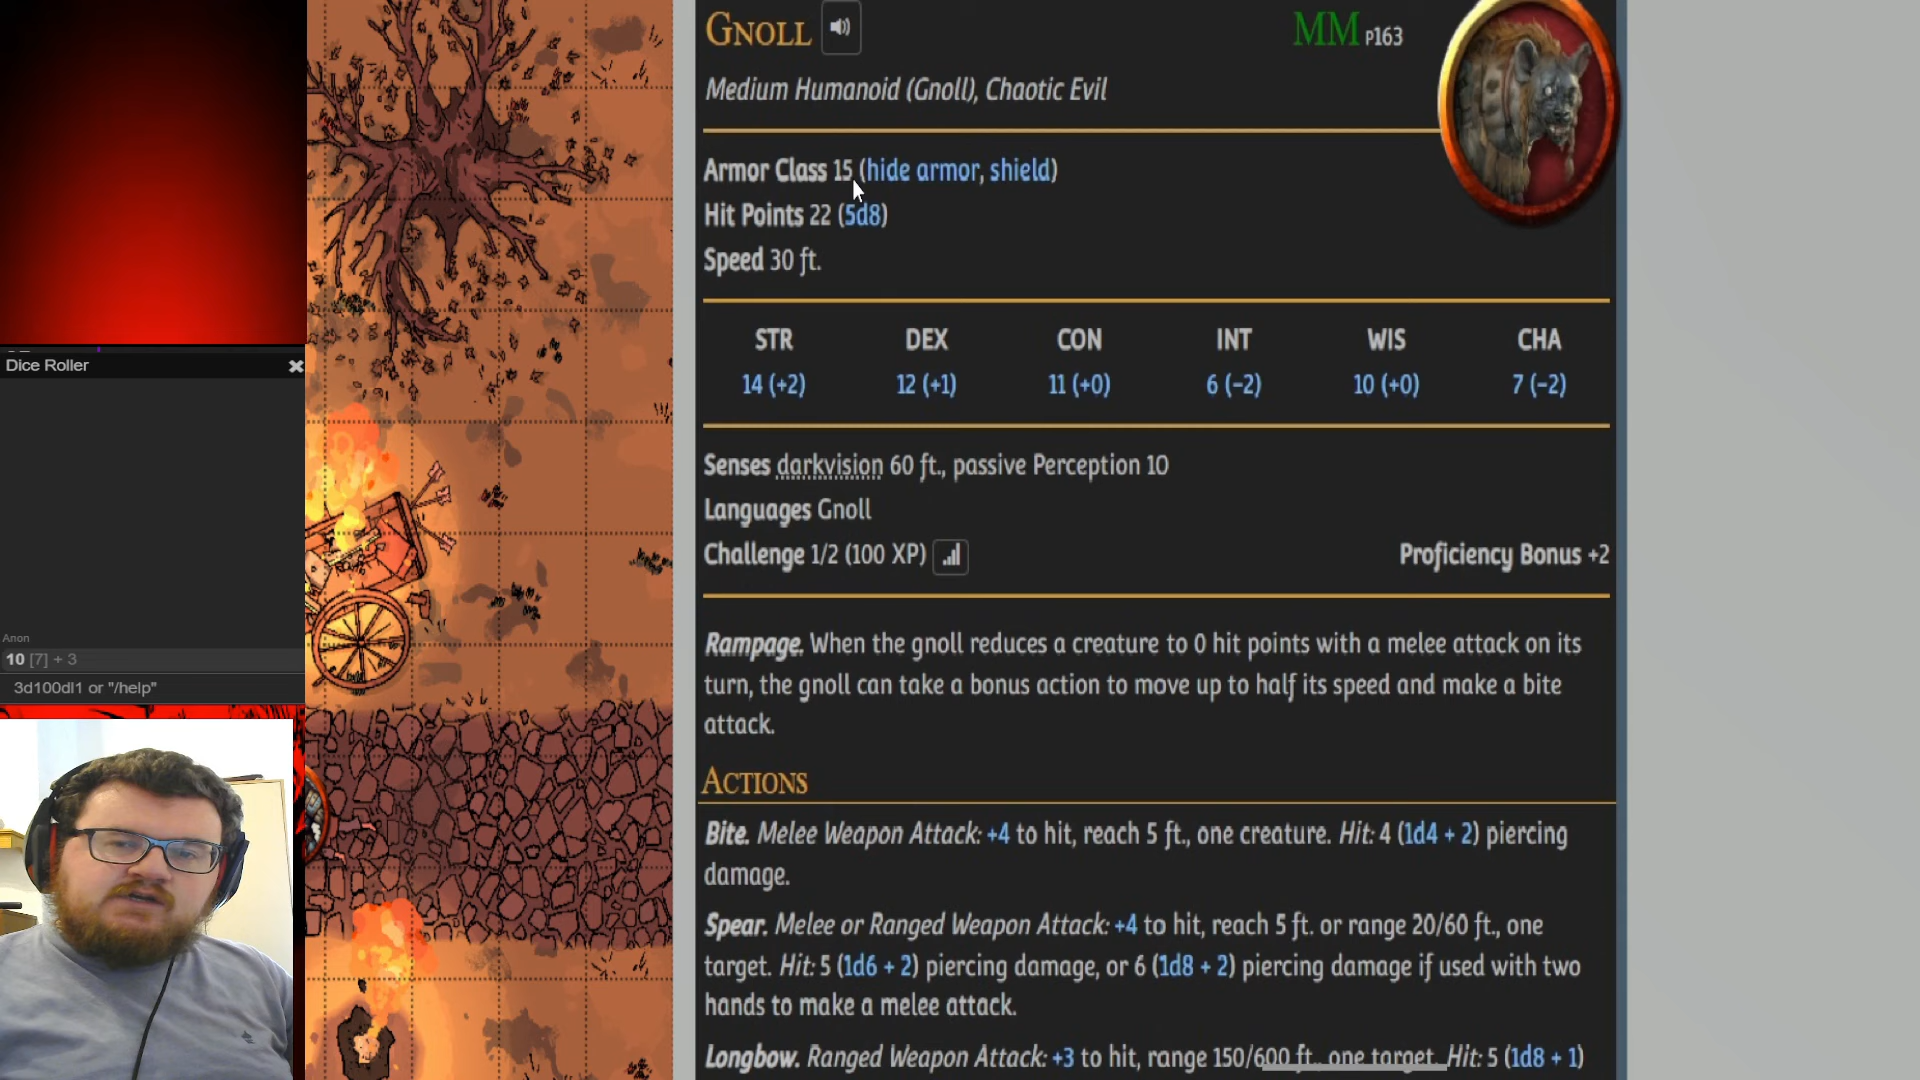 GNOLL
MM P163
Medium Humanoid (Gnoll), Chaotic Evil
Armor Class 15 (hide armor, shield)
Hit Points 22 (5d8)
Speed 30 ft.
STR DEX CON INT WIS CHA
14 (+2) 12 (+1) 11 (+0) 6 (−2) 10 (+0) 7 (−2)
Senses darkvision 60 ft., passive Perception 10
Languages Gnoll
Challenge 1/2 (100 XP) Proficiency Bonus +2
Rampage. When the gnoll reduces a creature to 0 hit points with a melee attack on its
turn, the gnoll can take a bonus action to move up to half its speed and make a bite
attack.
ACTIONS
Bite. Melee Weapon Attack: +4 to hit, reach 5 ft., one creature. Hit: 4 (1d4 + 2) piercing
damage.
Spear. Melee or Ranged Weapon Attack: +4 to hit, reach 5 ft. or range 20/60 ft., one
target. Hit: 5 (1d6 + 2) piercing damage, or 6 (1d8 + 2) piercing damage if used with two
hands to make a melee attack.
Longbow. Ranged Weapon Attack: +3 to hit, range 150/600 ft., one target. Hit: 5 (1d8 + 1)
Dice Roller
Anon
10 [7] + 3
3d100dl1 or "/help"